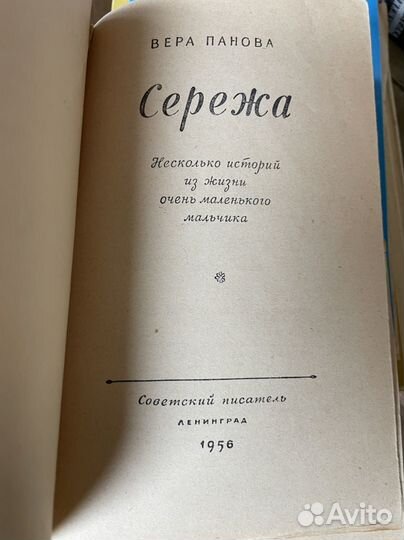 ВЕРА ПАНОВА
Сережа
Несколько историй
из жизни
очень маленького
мальчика
Советский писатель
ЛЕНИНГРАД
1956
Avito